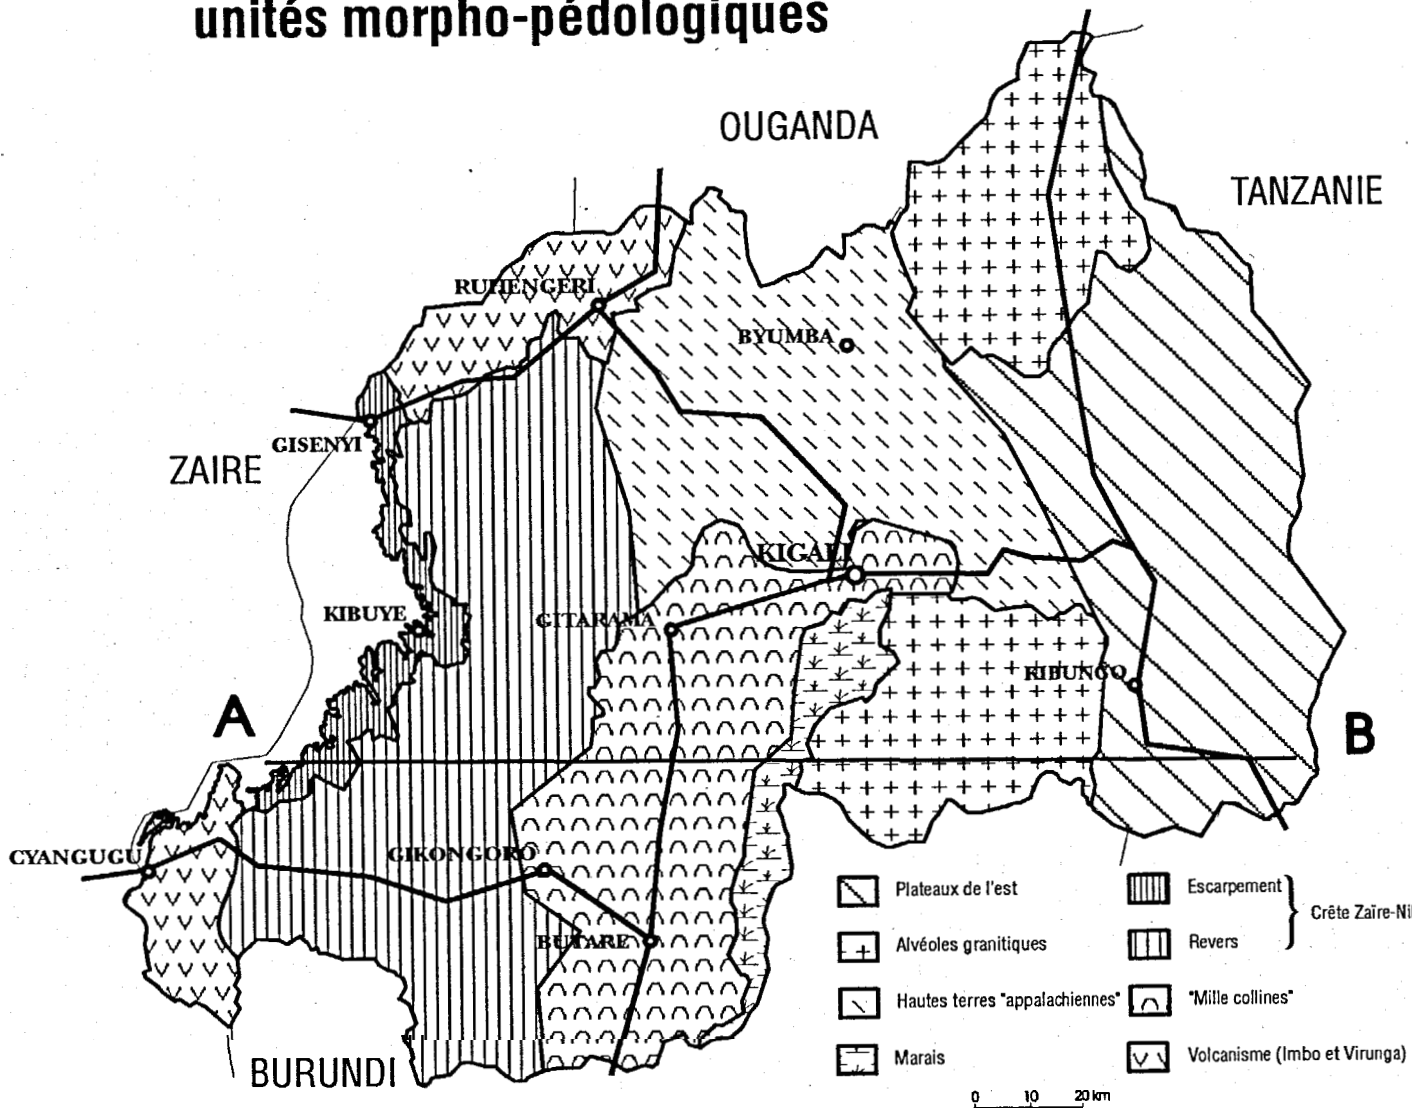 unités morpho-pédologiques
OUGANDA
TANZANIE
RUHENGERI
BYUMBA
GISENYI
ZAIRE
KIGALI
KIBUYE
GITARAMA
KIBUNGO
A
B
CYANGUGU
GIKONGORO
BUTARE
BURUNDI
Plateaux de l'est
Escarpement
Alvéoles granitiques
Revers
Crête Zaïre-Nil
Hautes terres "appalachiennes"
"Mille collines"
Marais
Volcanisme (Imbo et Virunga)
0 10 20 km